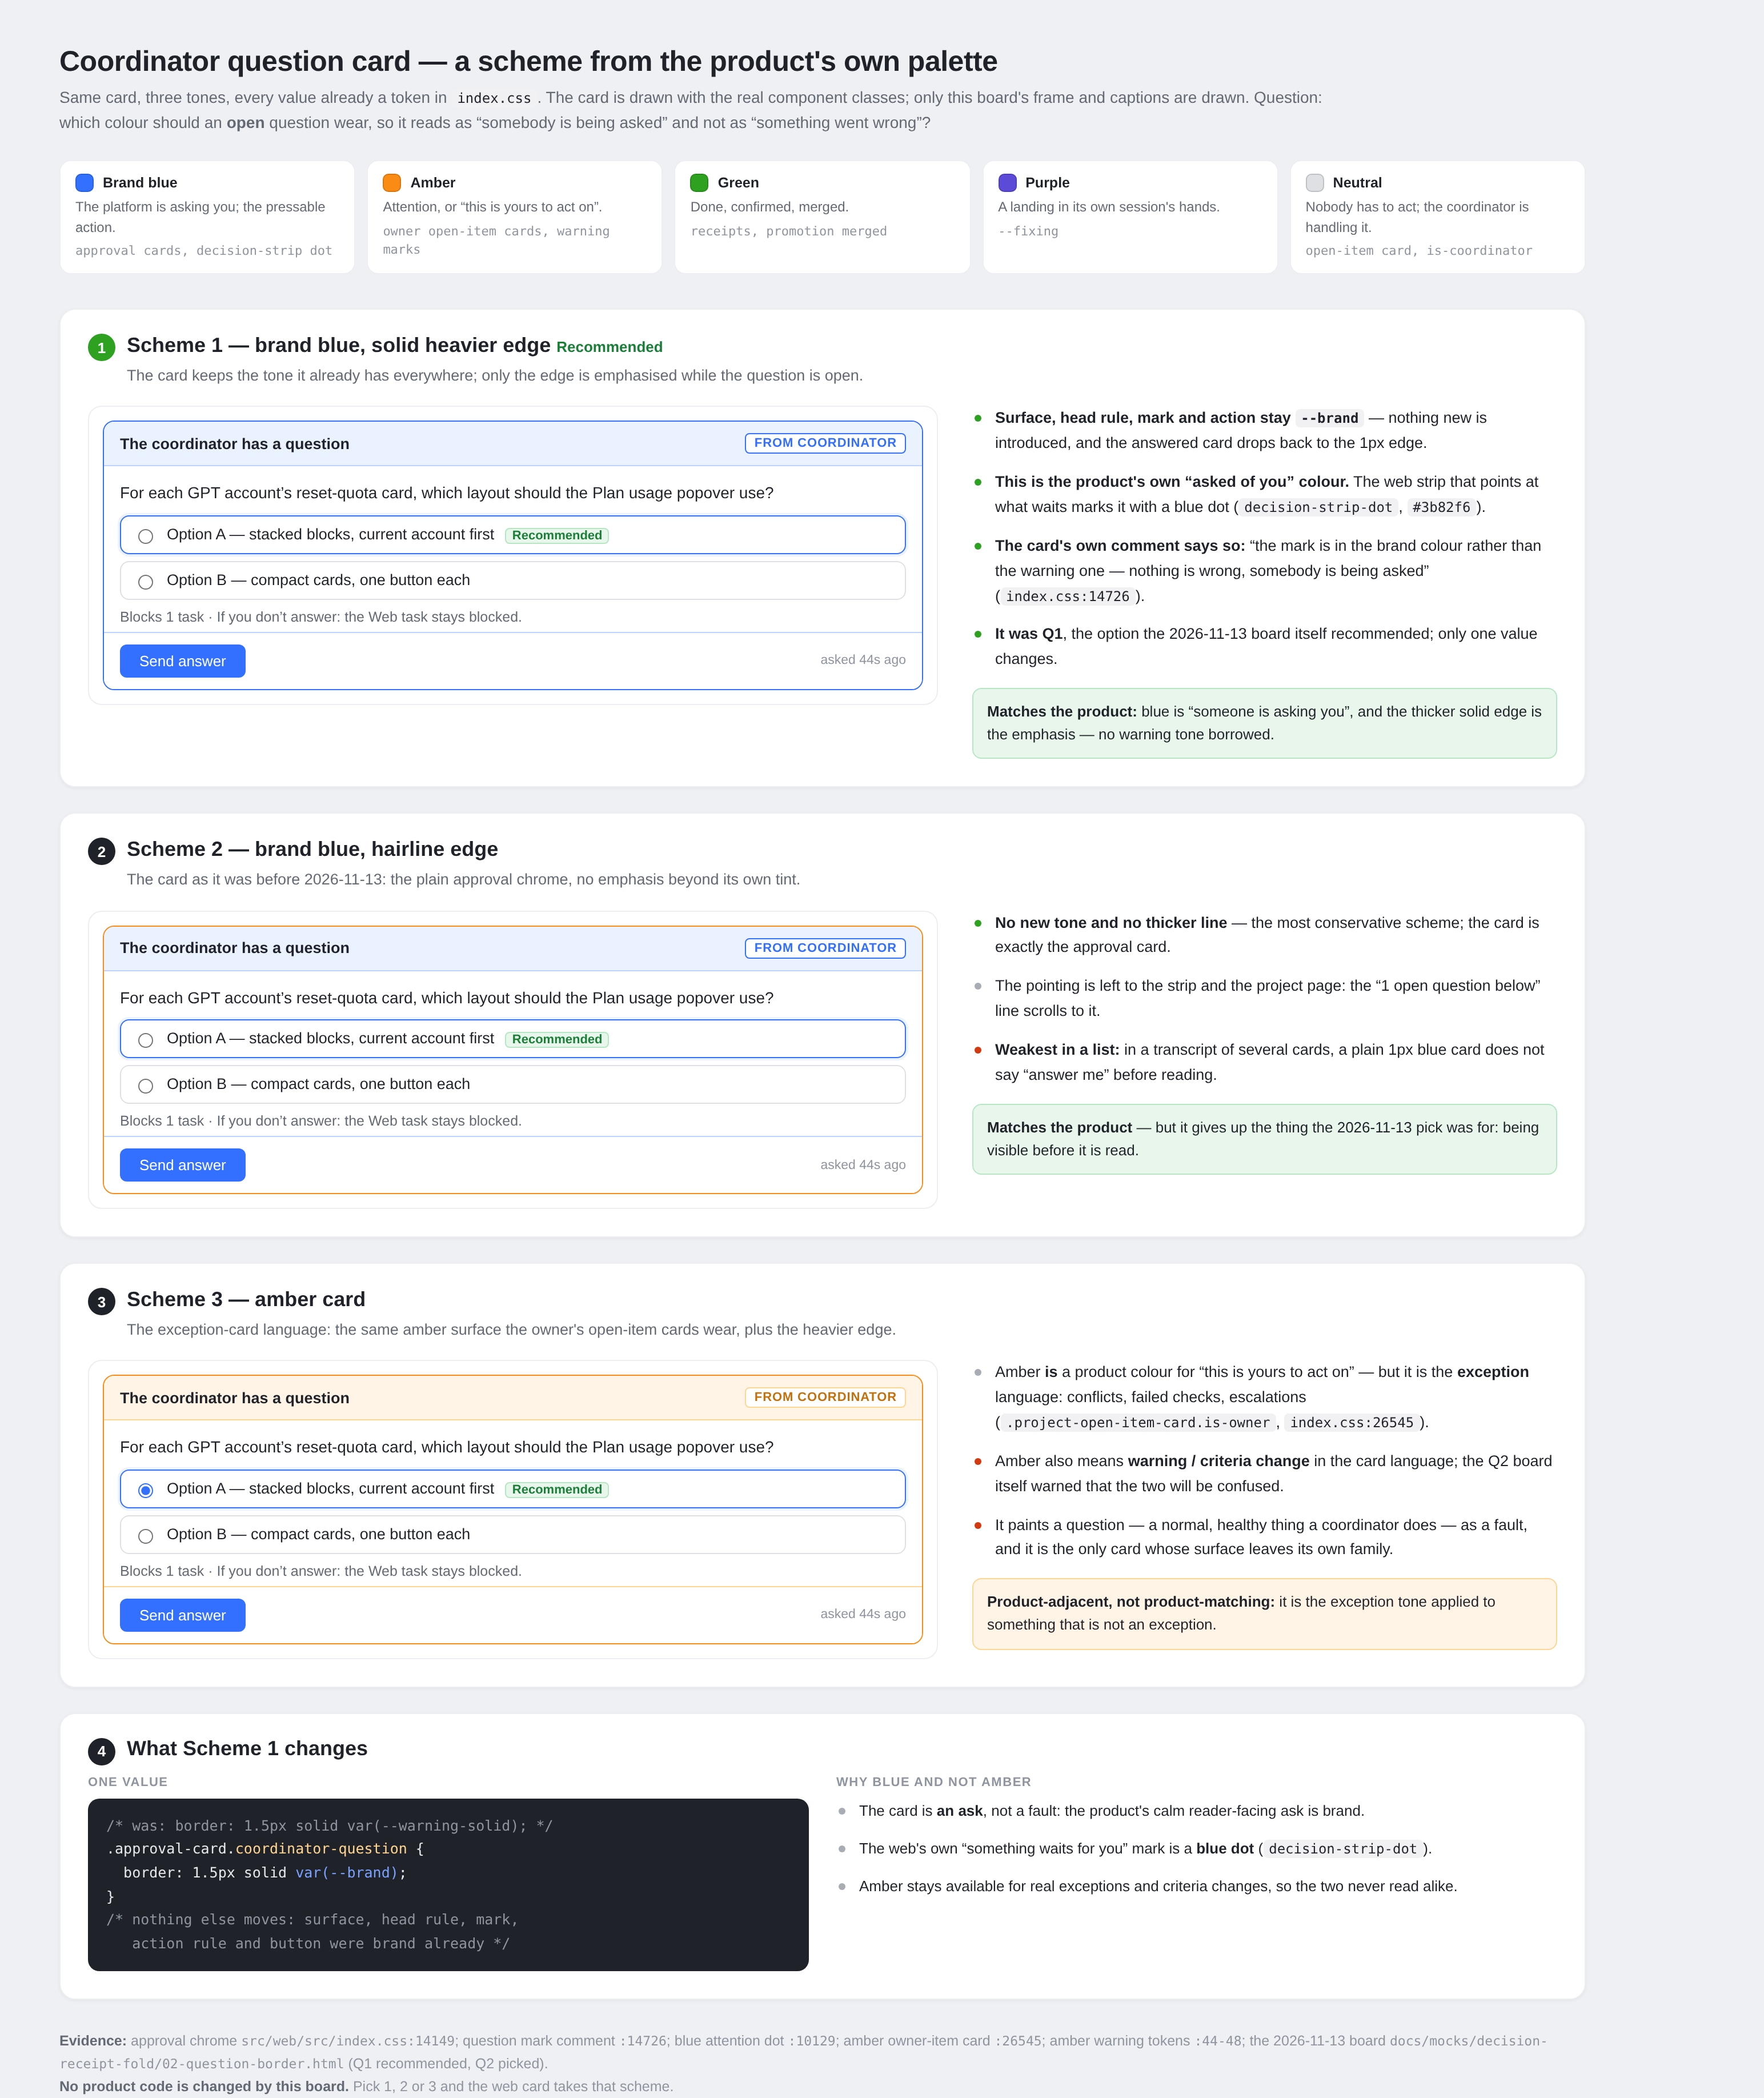 Coordinator question card — a scheme from the product's own palette
Same card, three tones, every value already a token in index.css . The card is drawn with the real component classes; only this board's frame and captions are drawn. Question:
which colour should an open question wear, so it reads as “somebody is being asked” and not as “something went wrong”?
Brand blue
The platform is asking you; the pressable
action.
approval cards, decision-strip dot
Amber
Attention, or “this is yours to act on”.
owner open-item cards, warning
marks
Green
Done, confirmed, merged.
receipts, promotion merged
Purple
A landing in its own session's hands.
--fixing
Neutral
Nobody has to act; the coordinator is
handling it.
open-item card, is-coordinator
1 Scheme 1 — brand blue, solid heavier edge Recommended
The card keeps the tone it already has everywhere; only the edge is emphasised while the question is open.
The coordinator has a question FROM COORDINATOR
For each GPT account’s reset-quota card, which layout should the Plan usage popover use?
Option A — stacked blocks, current account first Recommended
Option B — compact cards, one button each
Blocks 1 task · If you don’t answer: the Web task stays blocked.
Send answer asked 44s ago
Surface, head rule, mark and action stay --brand — nothing new is
introduced, and the answered card drops back to the 1px edge.
This is the product's own “asked of you” colour. The web strip that points at
what waits marks it with a blue dot ( decision-strip-dot , #3b82f6 ).
The card's own comment says so: “the mark is in the brand colour rather than
the warning one — nothing is wrong, somebody is being asked”
( index.css:14726 ).
It was Q1, the option the 2026-11-13 board itself recommended; only one value
changes.
Matches the product: blue is “someone is asking you”, and the thicker solid edge is
the emphasis — no warning tone borrowed.
2 Scheme 2 — brand blue, hairline edge
The card as it was before 2026-11-13: the plain approval chrome, no emphasis beyond its own tint.
The coordinator has a question FROM COORDINATOR
For each GPT account’s reset-quota card, which layout should the Plan usage popover use?
Option A — stacked blocks, current account first Recommended
Option B — compact cards, one button each
Blocks 1 task · If you don’t answer: the Web task stays blocked.
Send answer asked 44s ago
No new tone and no thicker line — the most conservative scheme; the card is
exactly the approval card.
The pointing is left to the strip and the project page: the “1 open question below”
line scrolls to it.
Weakest in a list: in a transcript of several cards, a plain 1px blue card does not
say “answer me” before reading.
Matches the product — but it gives up the thing the 2026-11-13 pick was for: being
visible before it is read.
3 Scheme 3 — amber card
The exception-card language: the same amber surface the owner's open-item cards wear, plus the heavier edge.
The coordinator has a question FROM COORDINATOR
For each GPT account’s reset-quota card, which layout should the Plan usage popover use?
Option A — stacked blocks, current account first Recommended
Option B — compact cards, one button each
Blocks 1 task · If you don’t answer: the Web task stays blocked.
Send answer asked 44s ago
Amber is a product colour for “this is yours to act on” — but it is the exception
language: conflicts, failed checks, escalations
( .project-open-item-card.is-owner , index.css:26545 ).
Amber also means warning / criteria change in the card language; the Q2 board
itself warned that the two will be confused.
It paints a question — a normal, healthy thing a coordinator does — as a fault,
and it is the only card whose surface leaves its own family.
Product-adjacent, not product-matching: it is the exception tone applied to
something that is not an exception.
4 What Scheme 1 changes
ONE VALUE
/* was: border: 1.5px solid var(--warning-solid); */
.approval-card.coordinator-question {
border: 1.5px solid var(--brand);
}
/* nothing else moves: surface, head rule, mark,
action rule and button were brand already */
WHY BLUE AND NOT AMBER
The card is an ask, not a fault: the product's calm reader-facing ask is brand.
The web's own “something waits for you” mark is a blue dot ( decision-strip-dot ).
Amber stays available for real exceptions and criteria changes, so the two never read alike.
Evidence: approval chrome src/web/src/index.css:14149; question mark comment :14726; blue attention dot :10129; amber owner-item card :26545; amber warning tokens :44-48; the 2026-11-13 board docs/mocks/decision-
receipt-fold/02-question-border.html (Q1 recommended, Q2 picked).
No product code is changed by this board. Pick 1, 2 or 3 and the web card takes that scheme.